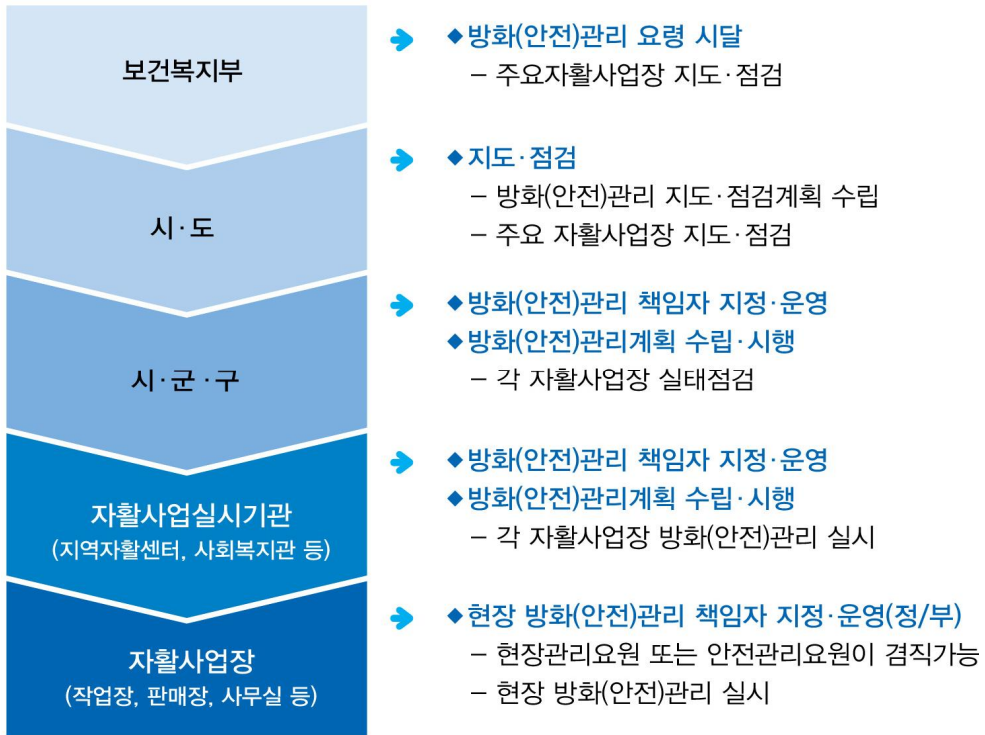 보건복지부
➔ ◆방화(안전)관리 요령 시달
– 주요자활사업장 지도·점검
시·도
➔ ◆지도·점검
– 방화(안전)관리 지도·점검계획 수립
– 주요 자활사업장 지도·점검
시·군·구
➔ ◆방화(안전)관리 책임자 지정·운영
◆방화(안전)관리계획 수립·시행
– 각 자활사업장 실태점검
자활사업실시기관
(지역자활센터, 사회복지관 등)
➔ ◆방화(안전)관리 책임자 지정·운영
◆방화(안전)관리계획 수립·시행
– 각 자활사업장 방화(안전)관리 실시
자활사업장
(작업장, 판매장, 사무실 등)
➔ ◆현장 방화(안전)관리 책임자 지정·운영(정/부)
– 현장관리요원 또는 안전관리요원이 겸직가능
– 현장 방화(안전)관리 실시